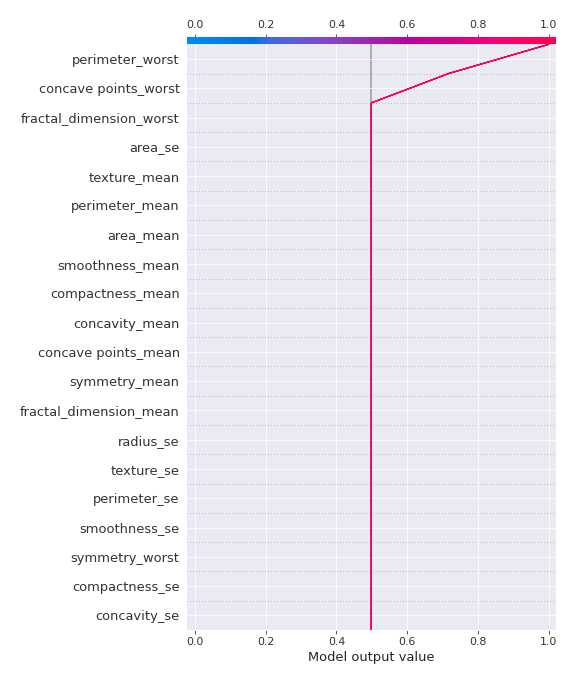 0.0 0.2 0.4 0.6 0.8 1.0
perimeter_worst
concave points_worst
fractal_dimension_worst
area_se
texture_mean
perimeter_mean
area_mean
smoothness_mean
compactness_mean
concavity_mean
concave points_mean
symmetry_mean
fractal_dimension_mean
radius_se
texture_se
perimeter_se
smoothness_se
symmetry_worst
compactness_se
concavity_se
0.0 0.2 0.4 0.6 0.8 1.0
Model output value